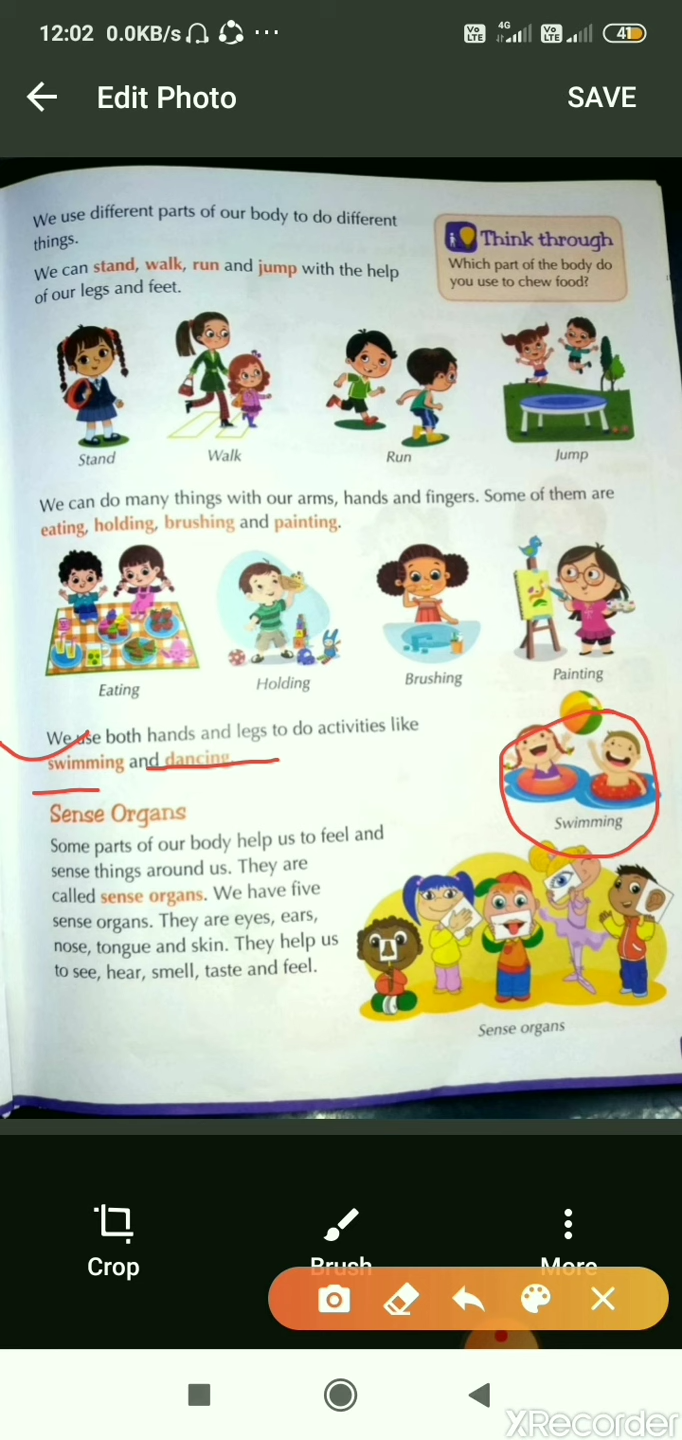 12:02 0.0KB/s ...
Vo LTE 4G Vo LTE 41
Edit Photo SAVE
We use different parts of our body to do different
things.
We can stand, walk, run and jump with the help
of our legs and feet.
Think through
Which part of the body do
you use to chew food?
Stand Walk Run Jump
We can do many things with our arms, hands and fingers. Some of them are
eating, holding, brushing and painting.
Eating Holding Brushing Painting
We use both hands and legs to do activities like
swimming and dancing.
Swimming
Sense Organs
Some parts of our body help us to feel and
sense things around us. They are
called sense organs. We have five
sense organs. They are eyes, ears,
nose, tongue and skin. They help us
to see, hear, smell, taste and feel.
Sense organs
Crop Brush More
XRecorder